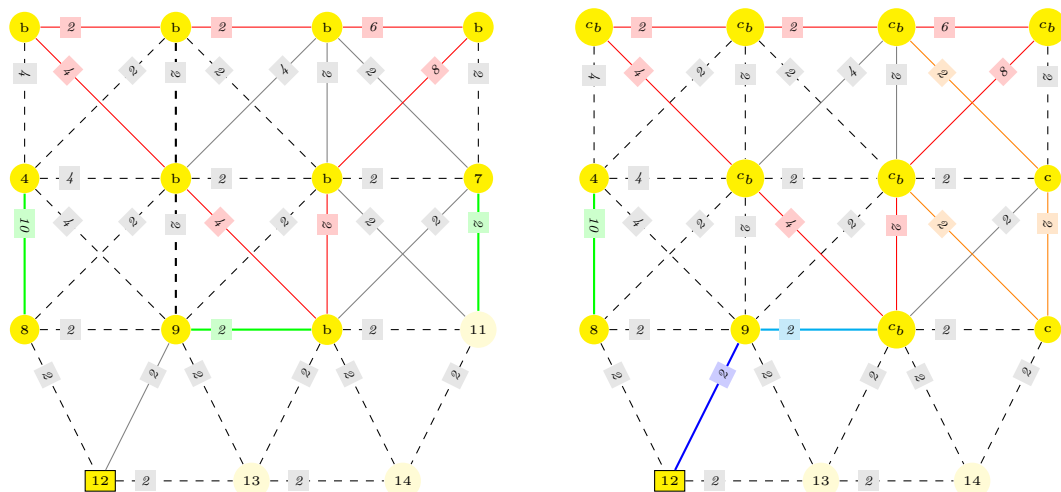 b 2 b 2 b 6 b cb 2 cb 2 cb 6 cb
4 4 2 2 2 4 2 2 8 2 4 4 2 2 2 4 2 2 8 2
4 4 b 2 b 2 7 4 4 cb 2 cb 2 c
10 4 2 2 4 2 2 2 2 2 10 4 2 2 4 2 2 2 2 2
8 2 9 2 b 2 11 8 2 9 2 cb 2 c
2 2 2 2 2 2 2 2 2 2 2 2
12 2 13 2 14 12 2 13 2 14